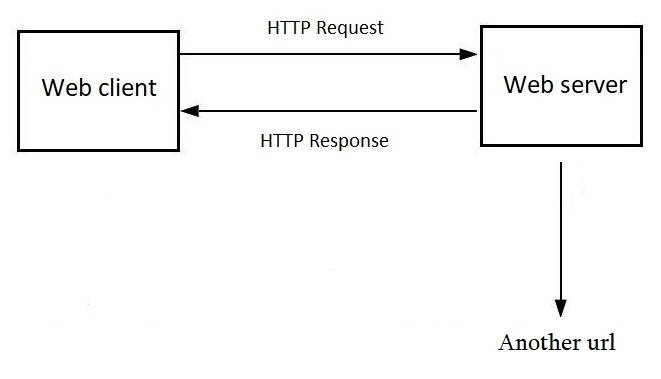 HTTP Request
Web client
Web server
HTTP Response
Another url